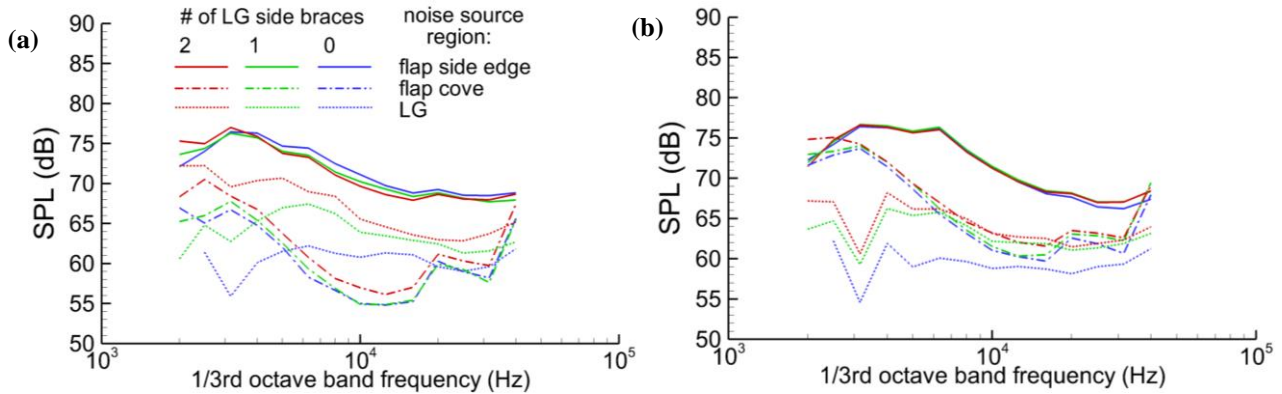 (a)
# of LG side braces noise source
2 1 0 region:
flap side edge
flap cove
LG
SPL (dB)
90
85
80
75
70
65
60
55
50
10³ 10⁴ 10⁵
1/3rd octave band frequency (Hz)
(b)
SPL (dB)
90
85
80
75
70
65
60
55
50
10³ 10⁴ 10⁵
1/3rd octave band frequency (Hz)